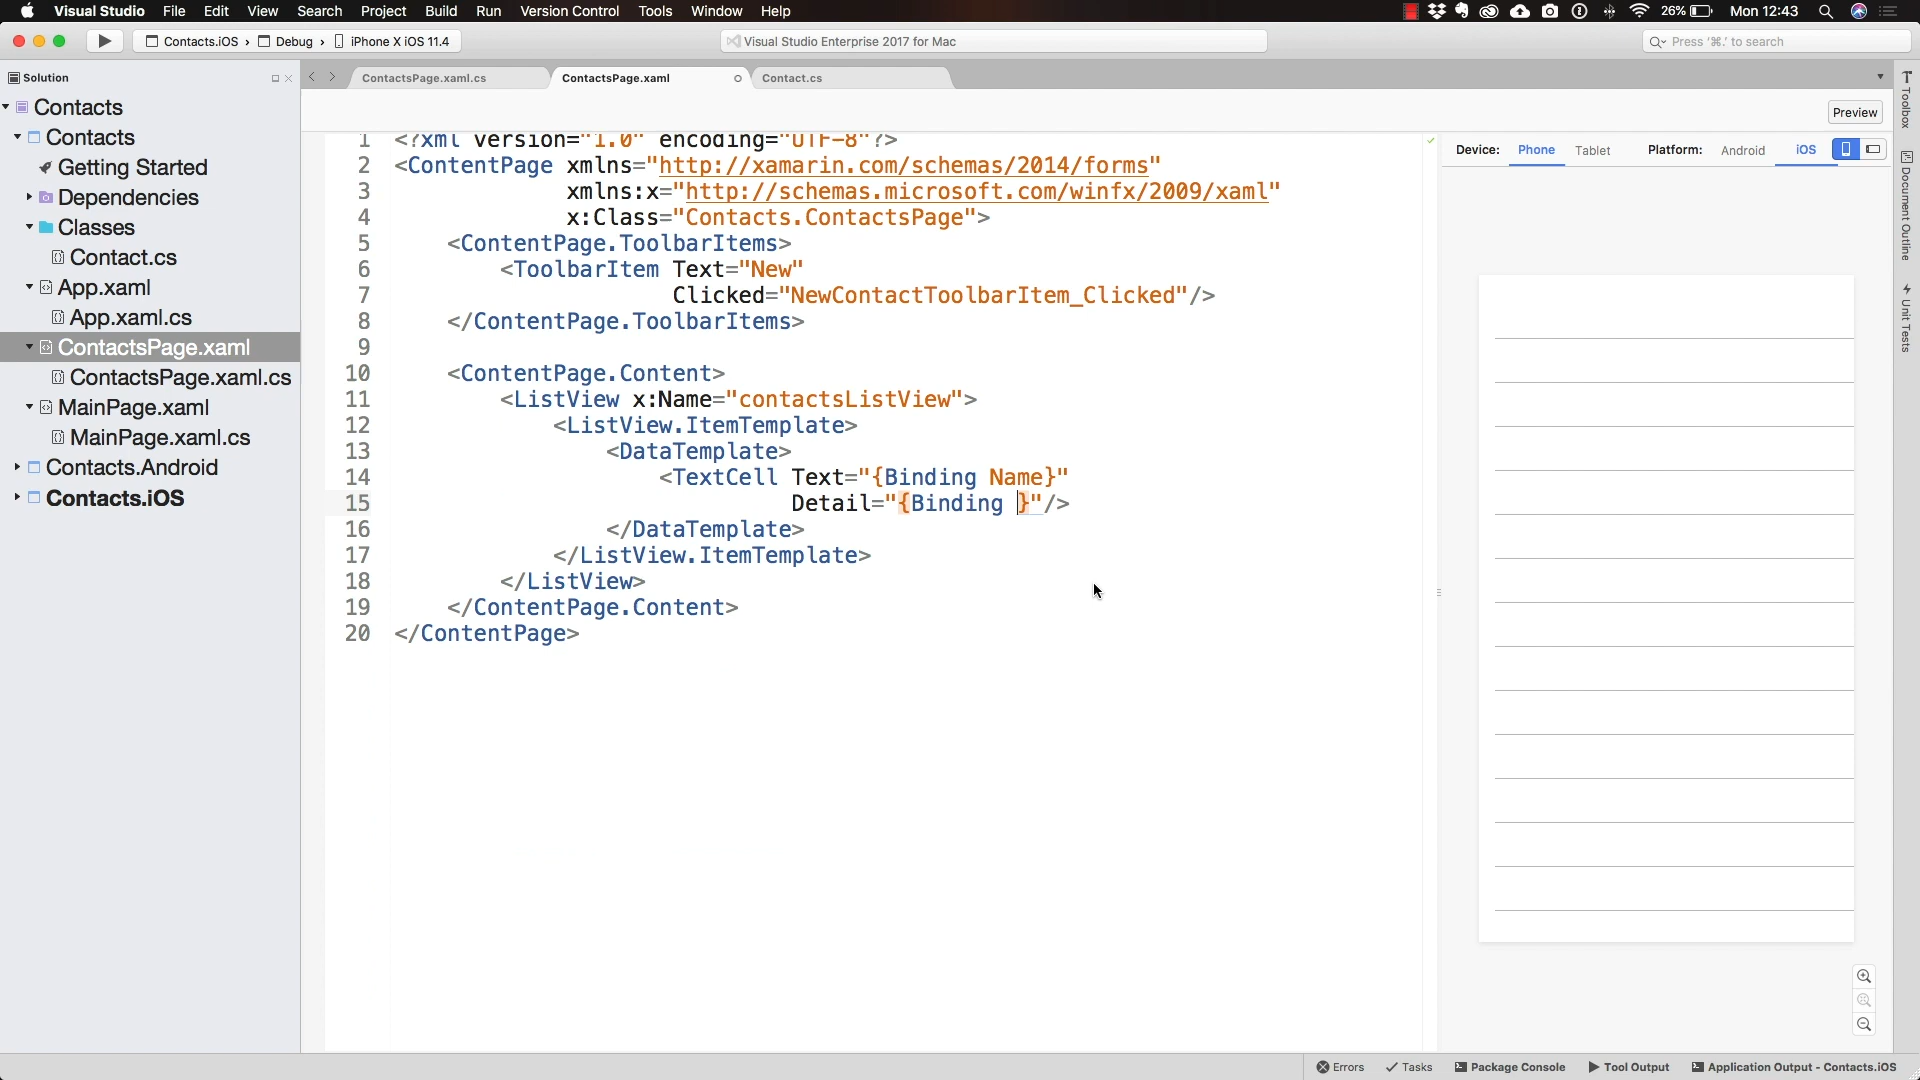 Visual Studio File Edit View Search Project Build Run Version Control Tools Window Help 26% Mon 12:43
Contacts.iOS › Debug › iPhone X iOS 11.4 Visual Studio Enterprise 2017 for Mac Press '⌘.' to search
Solution ContactsPage.xaml.cs ContactsPage.xaml Contact.cs
Preview
Contacts
Contacts
Getting Started
Dependencies
Classes
Contact.cs
App.xaml
App.xaml.cs
ContactsPage.xaml
ContactsPage.xaml.cs
MainPage.xaml
MainPage.xaml.cs
Contacts.Android
Contacts.iOS
1 <?xml version="1.0" encoding="UTF-8"?>
2 <ContentPage xmlns="http://xamarin.com/schemas/2014/forms"
3 xmlns:x="http://schemas.microsoft.com/winfx/2009/xaml"
4 x:Class="Contacts.ContactsPage">
5 <ContentPage.ToolbarItems>
6 <ToolbarItem Text="New"
7 Clicked="NewContactToolbarItem_Clicked"/>
8 </ContentPage.ToolbarItems>
9
10 <ContentPage.Content>
11 <ListView x:Name="contactsListView">
12 <ListView.ItemTemplate>
13 <DataTemplate>
14 <TextCell Text="{Binding Name}"
15 Detail="{Binding }"/>
16 </DataTemplate>
17 </ListView.ItemTemplate>
18 </ListView>
19 </ContentPage.Content>
20 </ContentPage>
Device: Phone Tablet Platform: Android iOS
Toolbox
Document Outline
Unit Tests
Errors Tasks Package Console Tool Output Application Output - Contacts.iOS